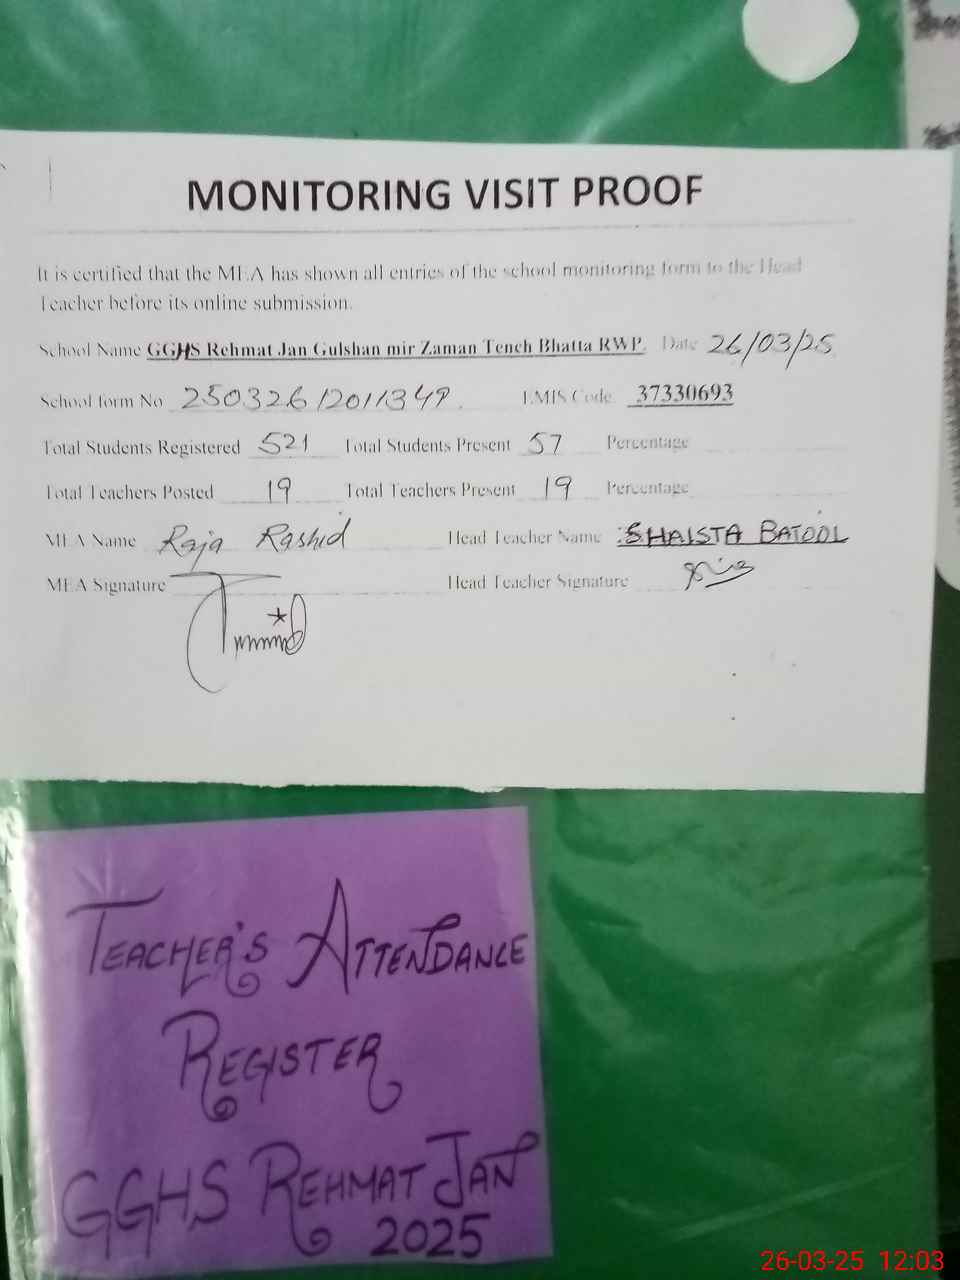 MONITORING VISIT PROOF
It is certified that the MEA has shown all entries of the school monitoring form to the Head
Teacher before its online submission.
School Name GGHS Rehmat Jan Gulshan mir Zaman Tench Bhatta RWP. Date 26/03/25
School form No 25032612011349. EMIS Code 37330693
Total Students Registered 521 Total Students Present 57 Percentage
Total Teachers Posted 19 Total Teachers Present 19 Percentage
MEA Name Raja Rashid Head Teacher Name SHAISTA BATOOL
MEA Signature Head Teacher Signature
TEACHER'S ATTENDANCE
REGISTER
GGHS REHMAT JAN
2025
26-03-25 12:03